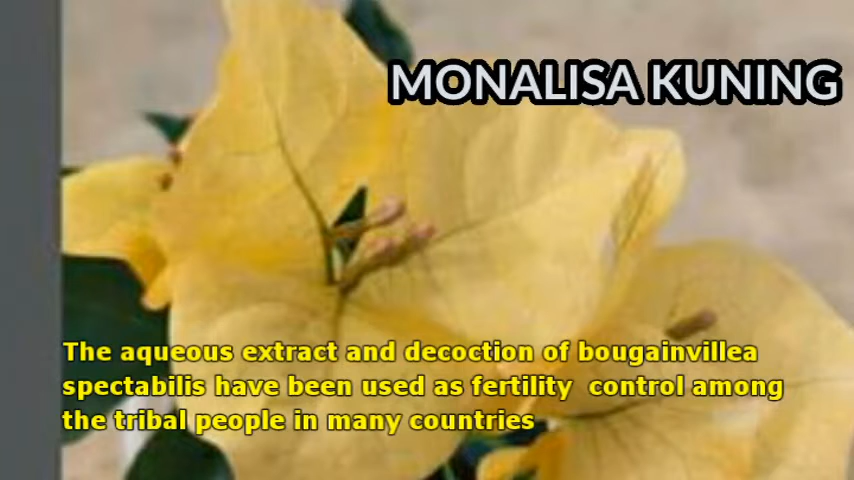 MONALISA KUNING
The aqueous extract and decoction of bougainvillea
spectabilis have been used as fertility  control among
the tribal people in many countries